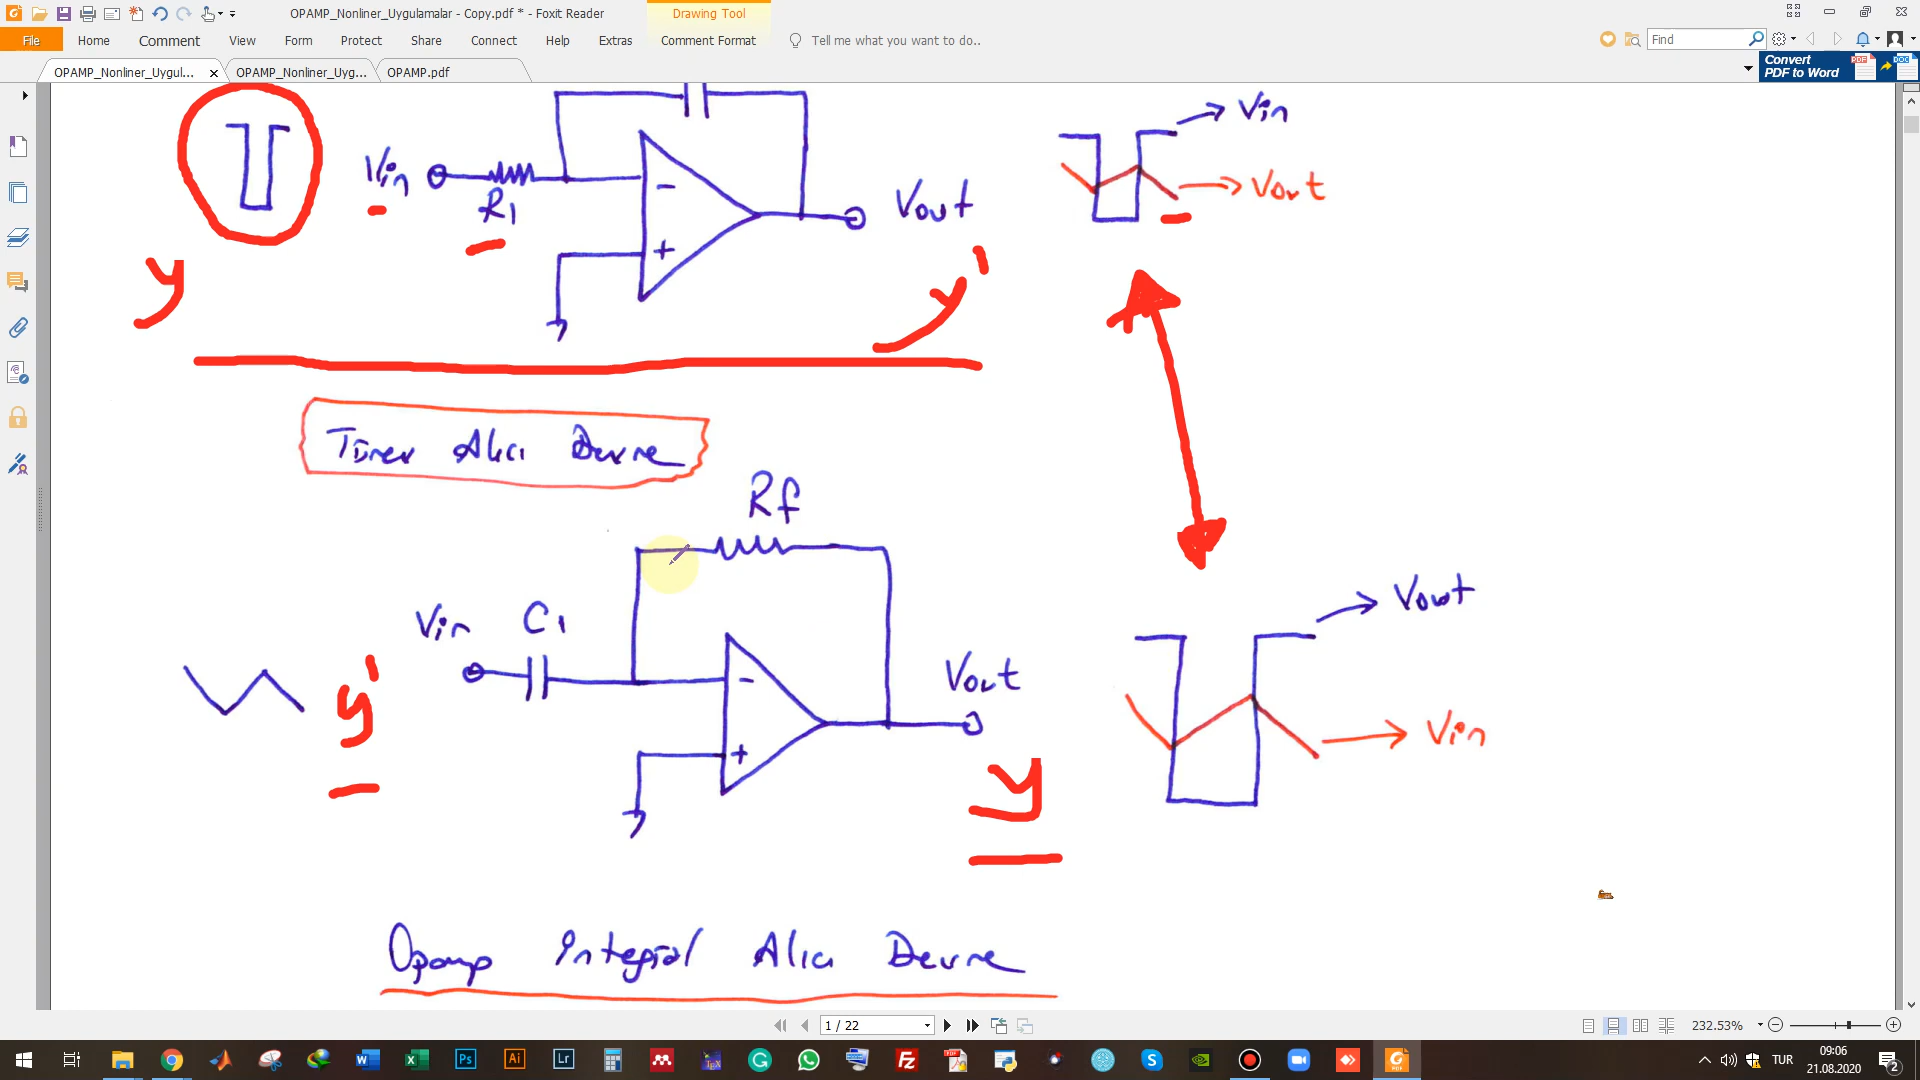 OPAMP_Nonliner_Uygulamalar - Copy.pdf * - Foxit Reader
Drawing Tool
File Home Comment View Form Protect Share Connect Help Extras Comment Format Tell me what you want to do.. Find
OPAMP_Nonliner_Uygul... OPAMP_Nonliner_Uyg... OPAMP.pdf
Convert
PDF to Word
Vin
R1
-
+
Vout
Vin
Vout
y
y'
Türev Alıcı Devre
Rf
Vin C1
-
+
Vout
y'
y
Vout
Vin
Opamp İntegral Alıcı Devre
1 / 22
232.53%
TUR
09:06
21.08.2020
2